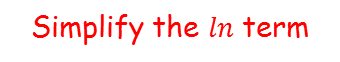 Simplify the ln term